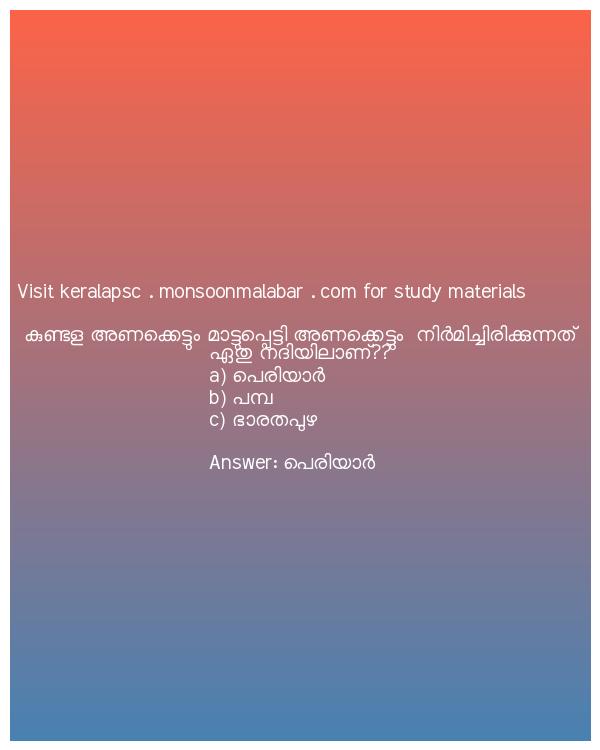 Visit keralapsc . monsoonmalabar . com for study materials
കുണ്ടള അണക്കെട്ടും മാട്ടുപ്പെട്ടി അണക്കെട്ടും നിർമിച്ചിരിക്കുന്നത്
ഏതു നദിയിലാണ്??
a) പെരിയാർ
b) പമ്പ
c) ഭാരതപുഴ
Answer: പെരിയാർ